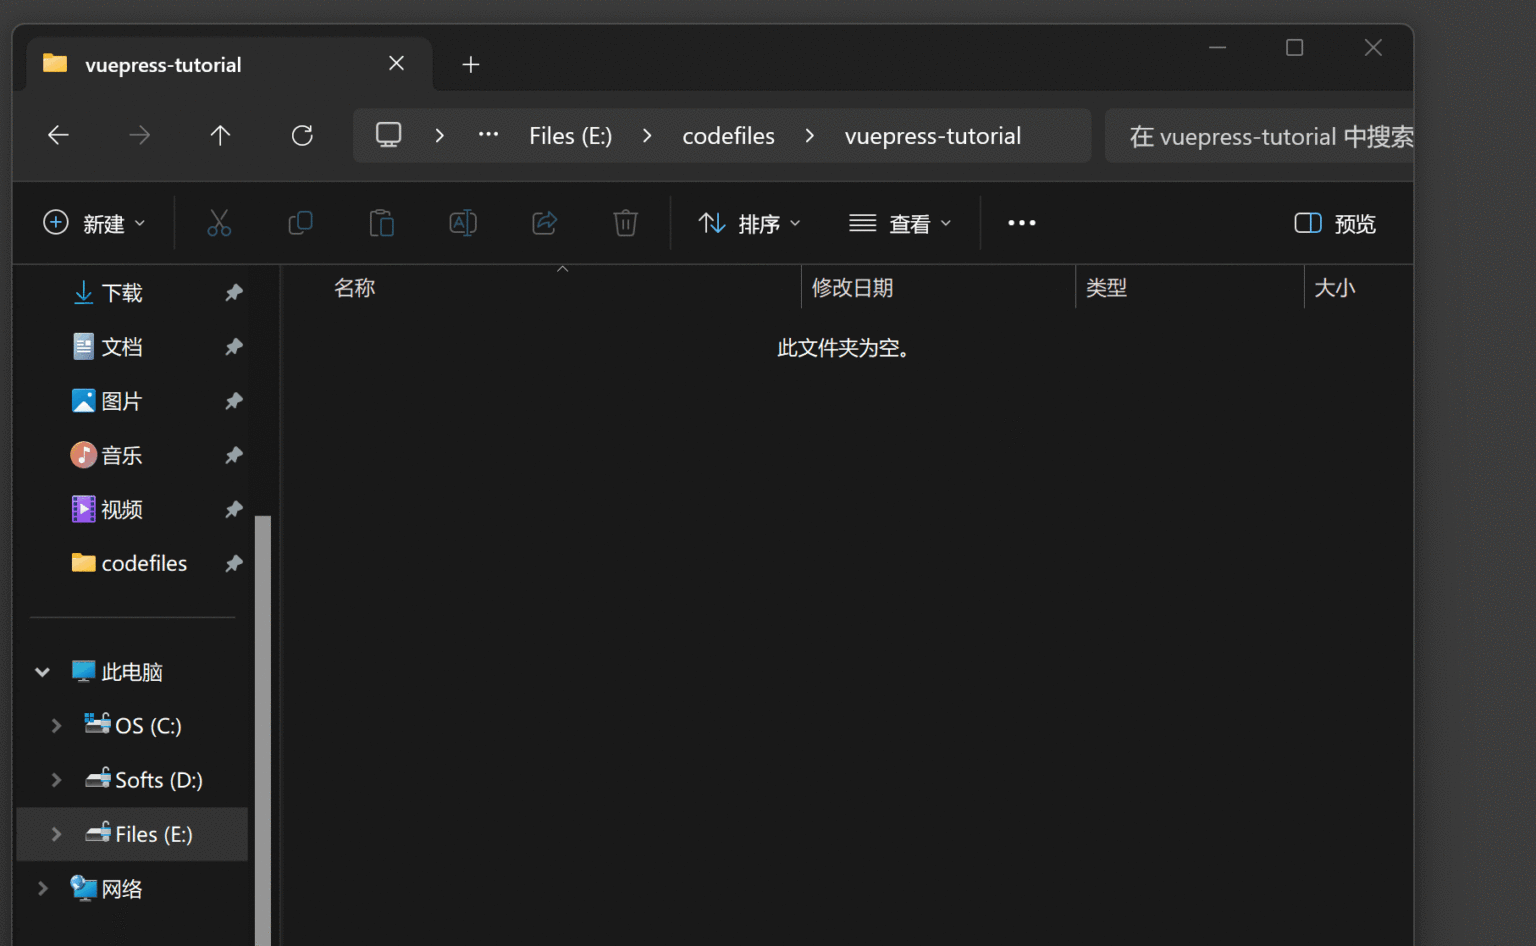 vuepress-tutorial
Files (E:) codefiles vuepress-tutorial
在 vuepress-tutorial 中搜索
新建 排序 查看 预览
名称 修改日期 类型 大小
此文件夹为空。
下载
文档
图片
音乐
视频
codefiles
此电脑
OS (C:)
Softs (D:)
Files (E:)
网络